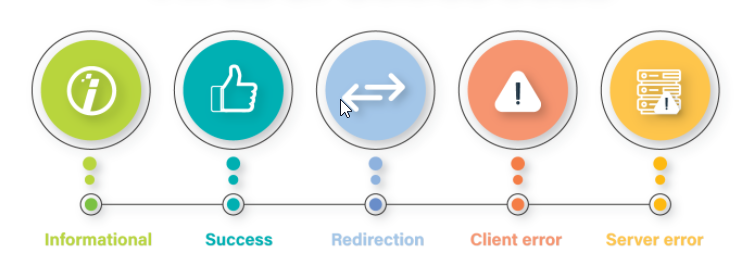 Informational
Success
Redirection
Client error
Server error